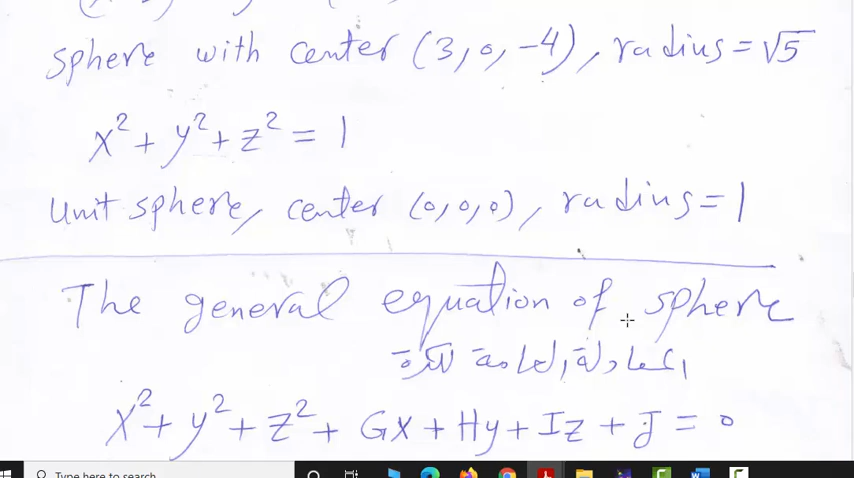 sphere with center (3, 0, -4), radius = √5
x² + y² + z² = 1
Unit sphere, center (0, 0, 0), radius = 1
The general equation of sphere
المعادلة العامة للكرة
x² + y² + z² + Gx + Hy + Iz + J = 0
Type here to search